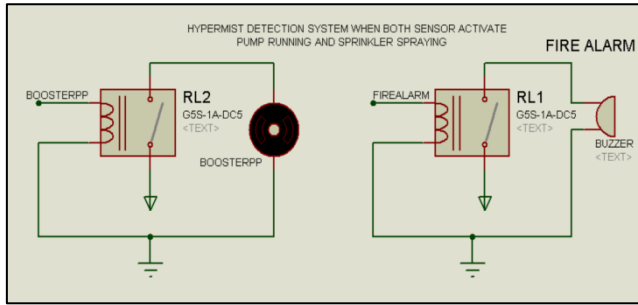 HYPERMIST DETECTION SYSTEM WHEN BOTH SENSOR ACTIVATE
PUMP RUNNING AND SPRINKLER SPRAYING
FIRE ALARM
BOOSTERPP
RL2
G5S-1A-DC5
<TEXT>
BOOSTERPP
FIREALARM
RL1
G5S-1A-DC5
<TEXT>
BUZZER
<TEXT>